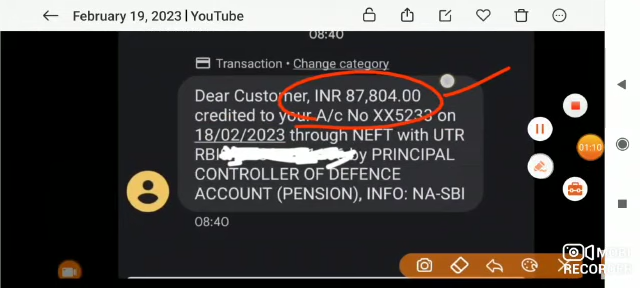 February 19, 2023 | YouTube
08:40
Transaction • Change category
Dear Customer, INR 87,804.00
credited to your A/c No XX5233 on
18/02/2023 through NEFT with UTR
RBI by PRINCIPAL
CONTROLLER OF DEFENCE
ACCOUNT (PENSION), INFO: NA-SBI
08:40
01:10
MOBI
RECORDER